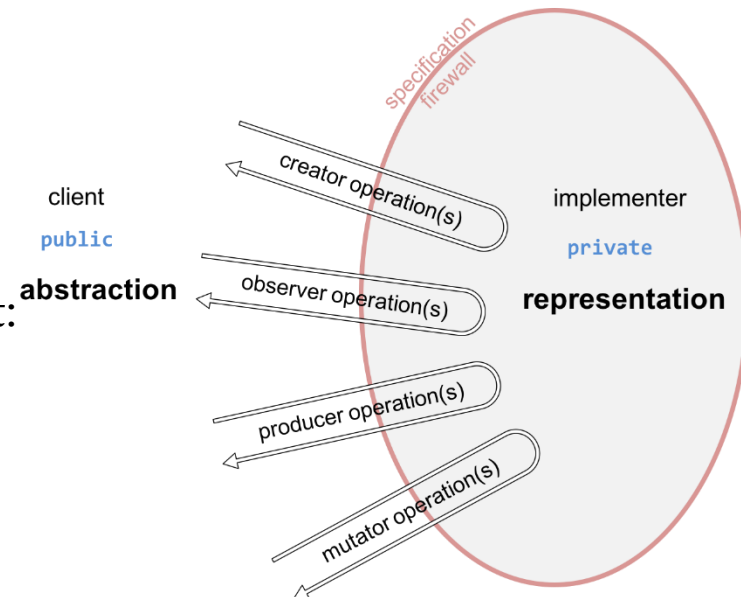 specification
firewall
creator operation(s)
client
implementer
public
private
abstraction
observer operation(s)
representation
producer operation(s)
mutator operation(s)